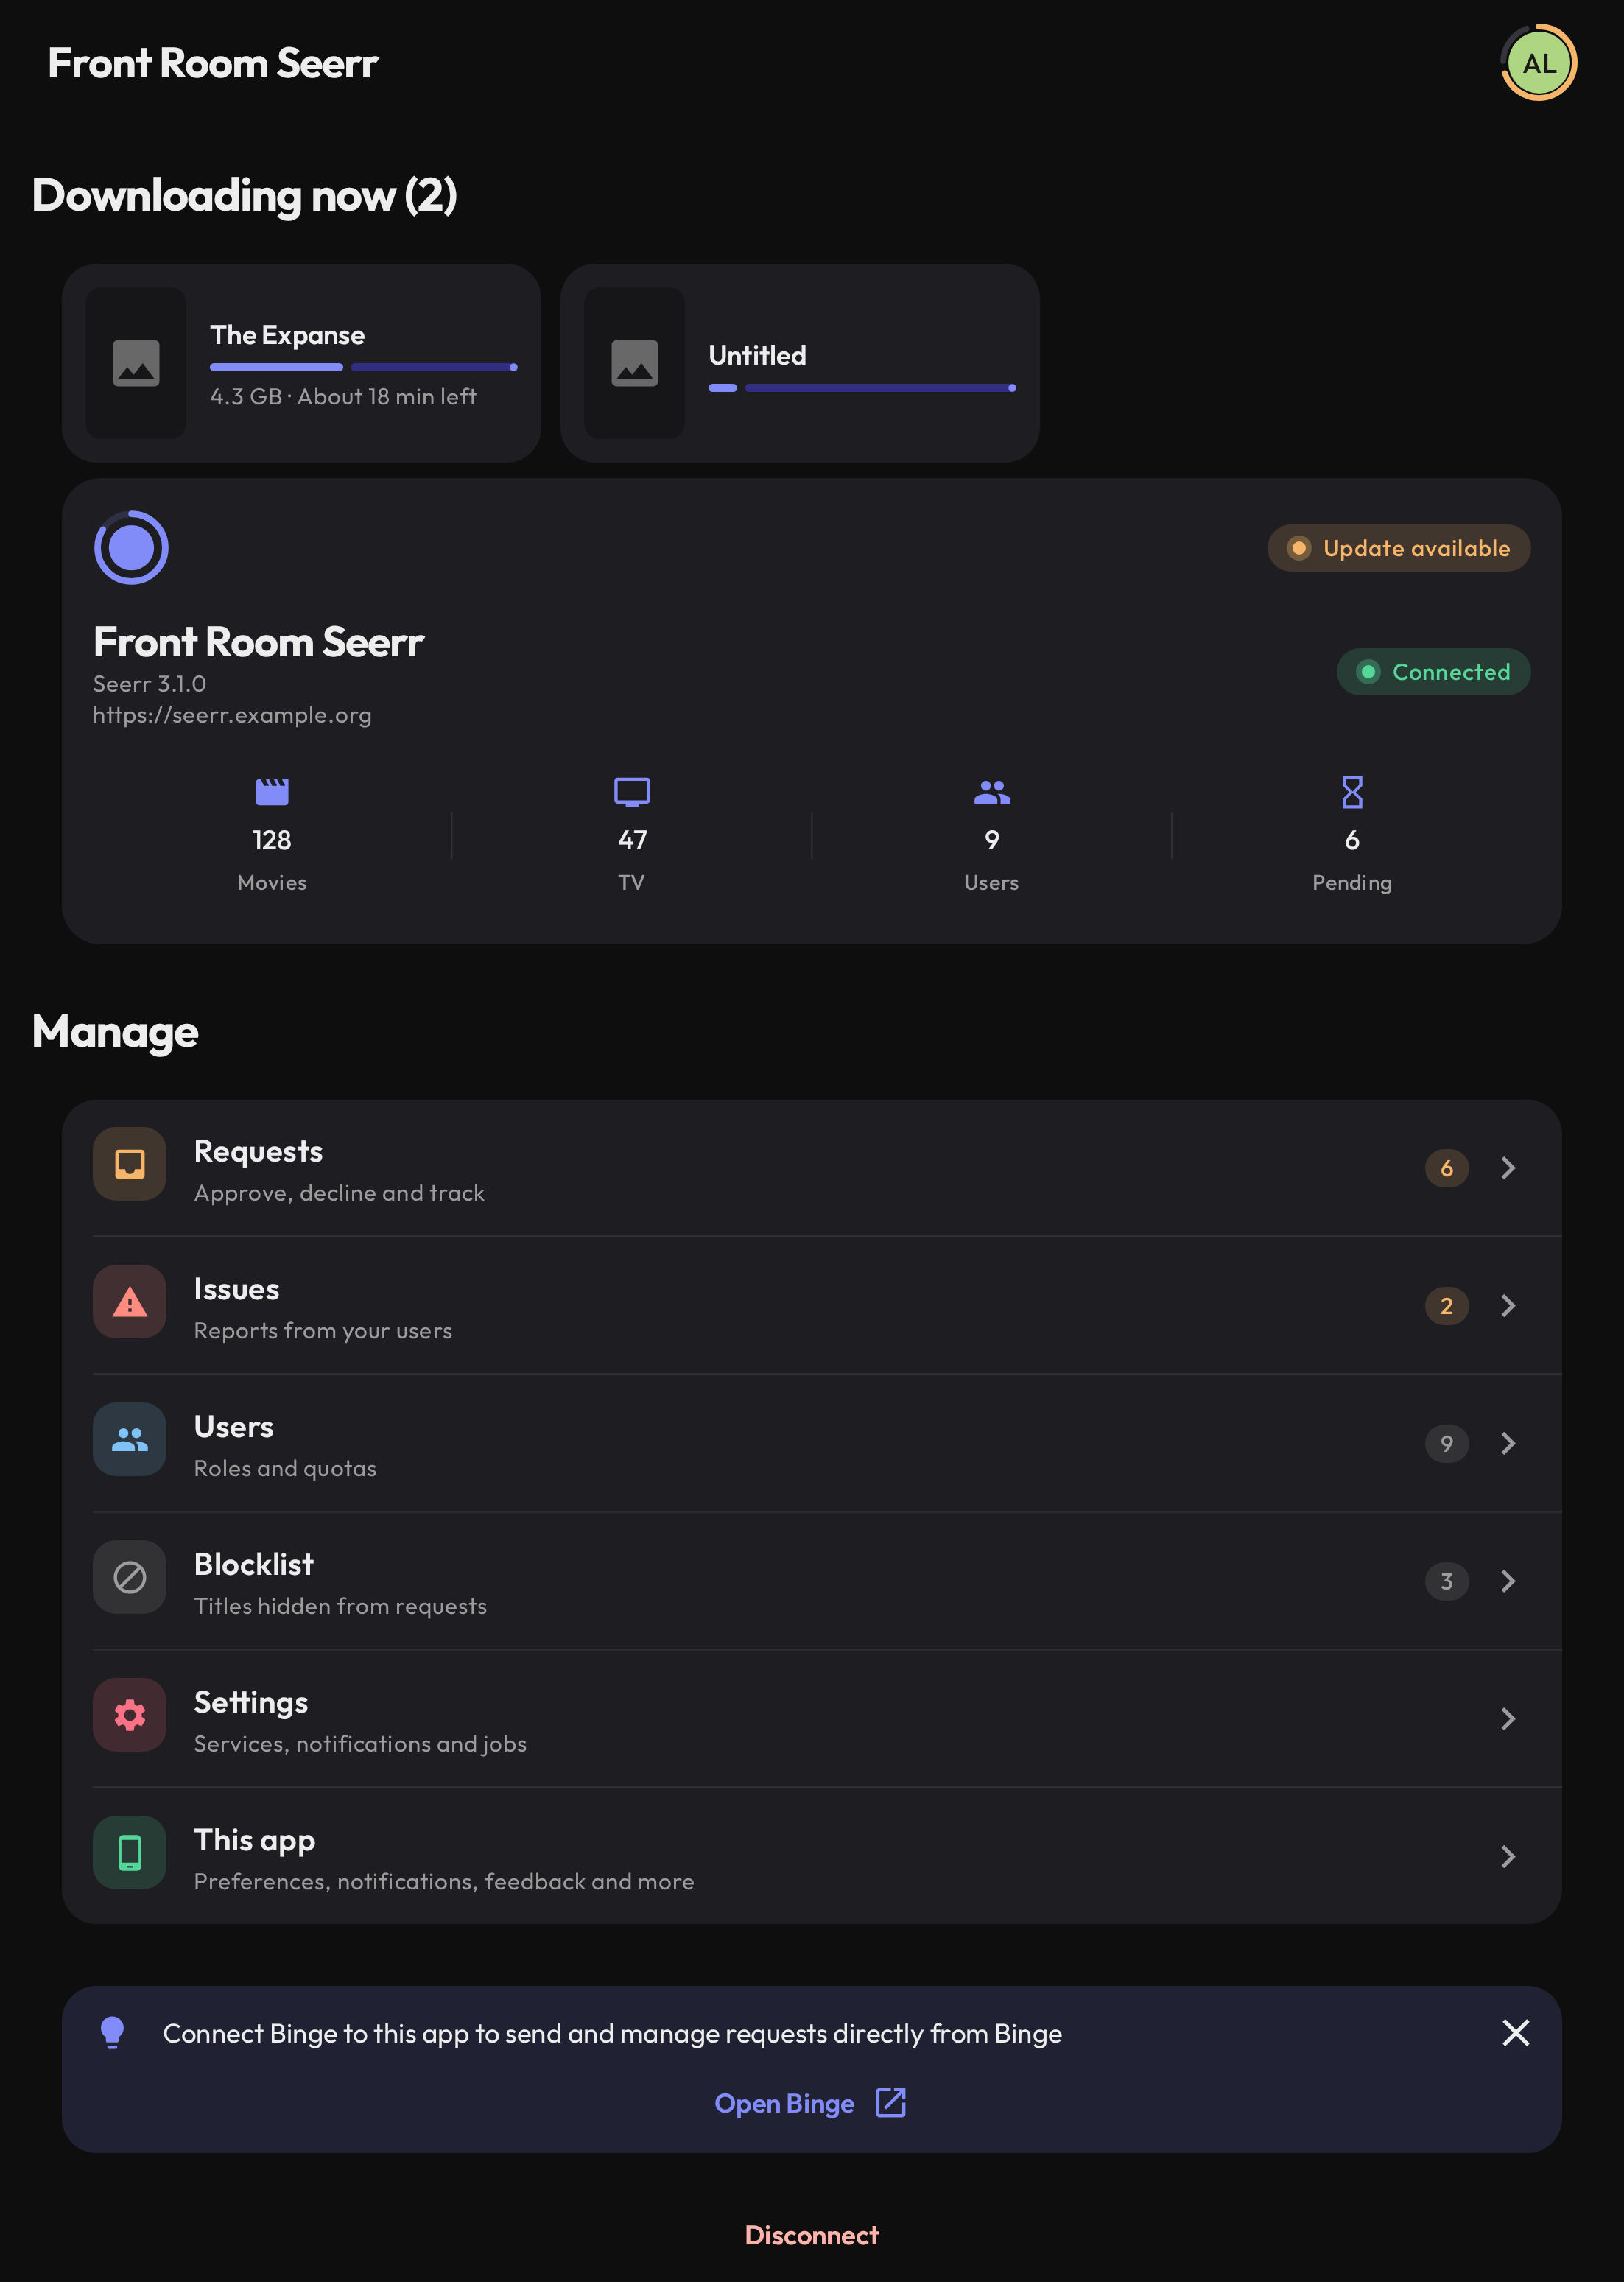 Front Room Seerr
AL
Downloading now (2)
The Expanse
4.3 GB · About 18 min left
Untitled
Update available
Front Room Seerr
Seerr 3.1.0
https://seerr.example.org
Connected
128
Movies
47
TV
9
Users
6
Pending
Manage
Requests
Approve, decline and track
6
Issues
Reports from your users
2
Users
Roles and quotas
9
Blocklist
Titles hidden from requests
3
Settings
Services, notifications and jobs
This app
Preferences, notifications, feedback and more
Connect Binge to this app to send and manage requests directly from Binge
Open Binge
Disconnect